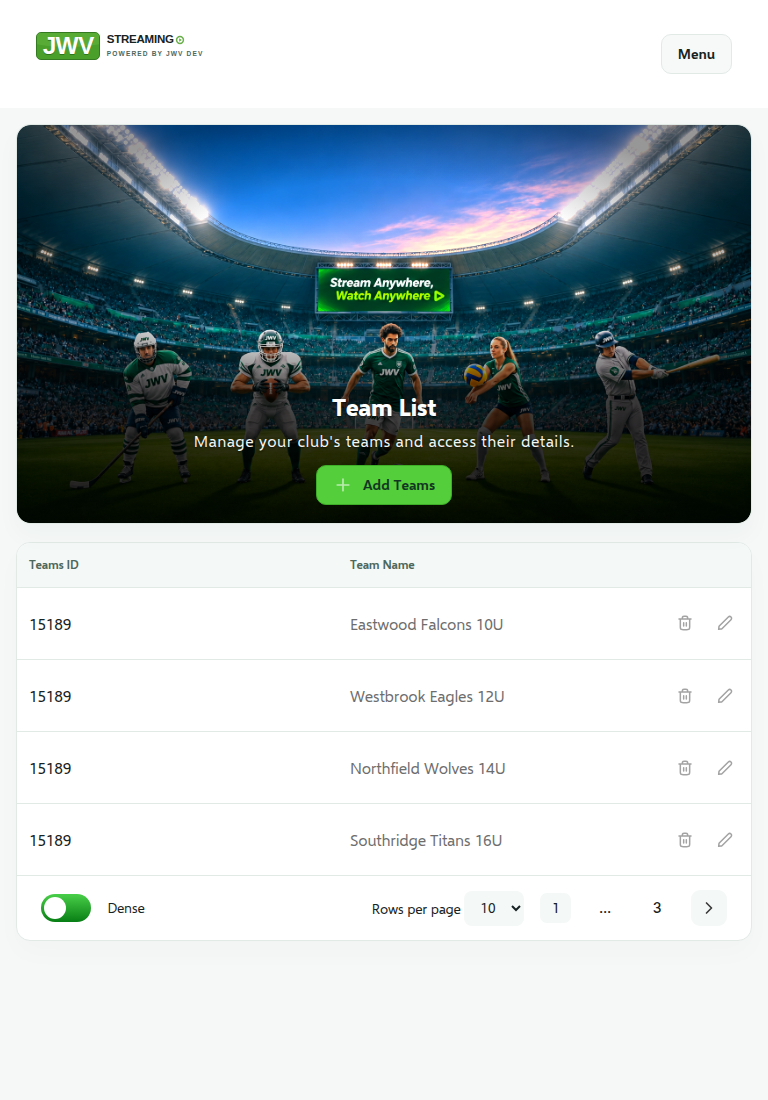 JWV STREAMING
POWERED BY JWV DEV
Menu
Stream Anywhere,
Watch Anywhere
JWV
JWV
JWV
JWV
Team List
Manage your club's teams and access their details.
Add Teams
Teams ID Team Name
15189 Eastwood Falcons 10U
15189 Westbrook Eagles 12U
15189 Northfield Wolves 14U
15189 Southridge Titans 16U
Dense Rows per page 10 1 ... 3